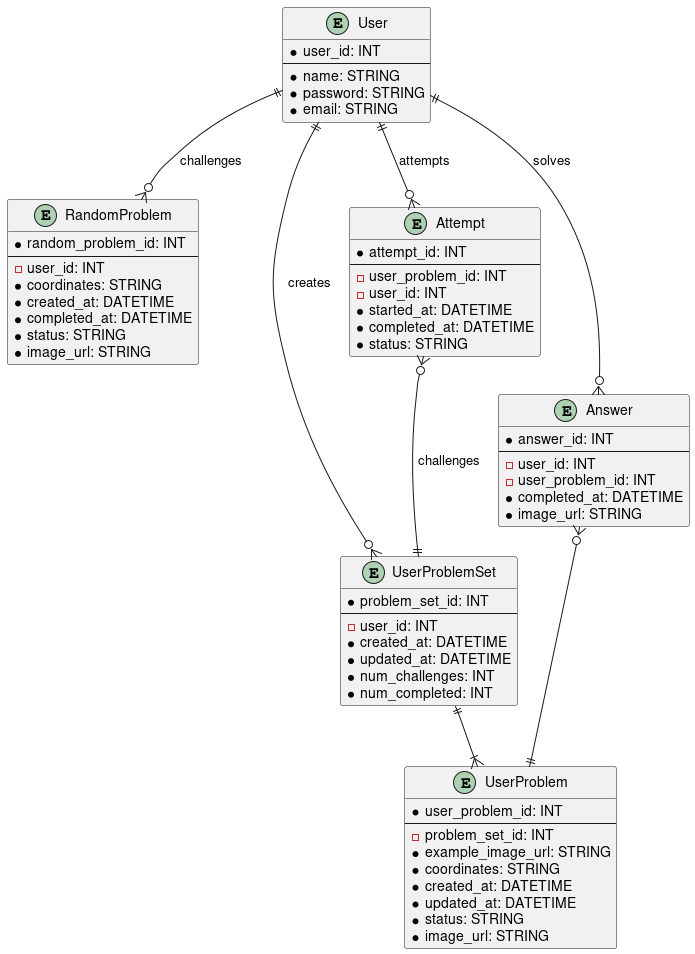 E User
user_id: INT
name: STRING
password: STRING
email: STRING
challenges
attempts
solves
E RandomProblem
random_problem_id: INT
user_id: INT
coordinates: STRING
created_at: DATETIME
completed_at: DATETIME
status: STRING
image_url: STRING
creates
E Attempt
attempt_id: INT
user_problem_id: INT
user_id: INT
started_at: DATETIME
completed_at: DATETIME
status: STRING
challenges
E Answer
answer_id: INT
user_id: INT
user_problem_id: INT
completed_at: DATETIME
image_url: STRING
E UserProblemSet
problem_set_id: INT
user_id: INT
created_at: DATETIME
updated_at: DATETIME
num_challenges: INT
num_completed: INT
E UserProblem
user_problem_id: INT
problem_set_id: INT
example_image_url: STRING
coordinates: STRING
created_at: DATETIME
updated_at: DATETIME
status: STRING
image_url: STRING